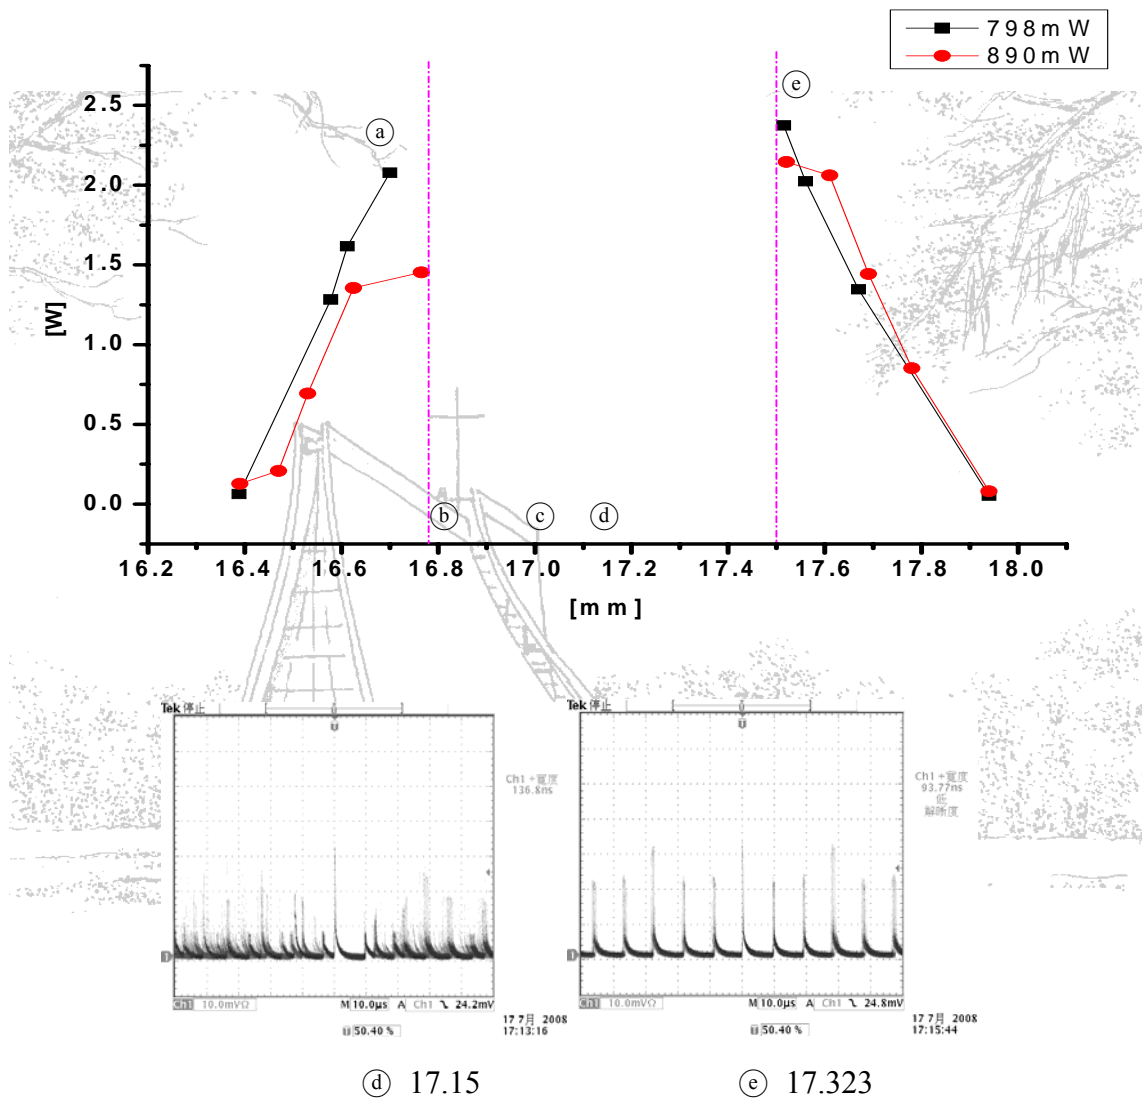 798mW
890mW
ⓔ
ⓐ
2.5
2.0
1.5
1.0
0.5
0.0
[W]
ⓑ ⓒ ⓓ
16.2 16.4 16.6 16.8 17.0 17.2 17.4 17.6 17.8 18.0
[mm]
Tek 停止
Ch1 +寬度
136.8ns
Ch1 10.0mVΩ M 10.0µs A Ch1 24.2mV
50.40 %
17 7月 2008
17:13:16
Tek 停止
Ch1 +寬度
93.77ns
低
解晰度
Ch1 10.0mVΩ M 10.0µs A Ch1 24.8mV
50.40 %
17 7月 2008
17:15:44
ⓓ 17.15
ⓔ 17.323